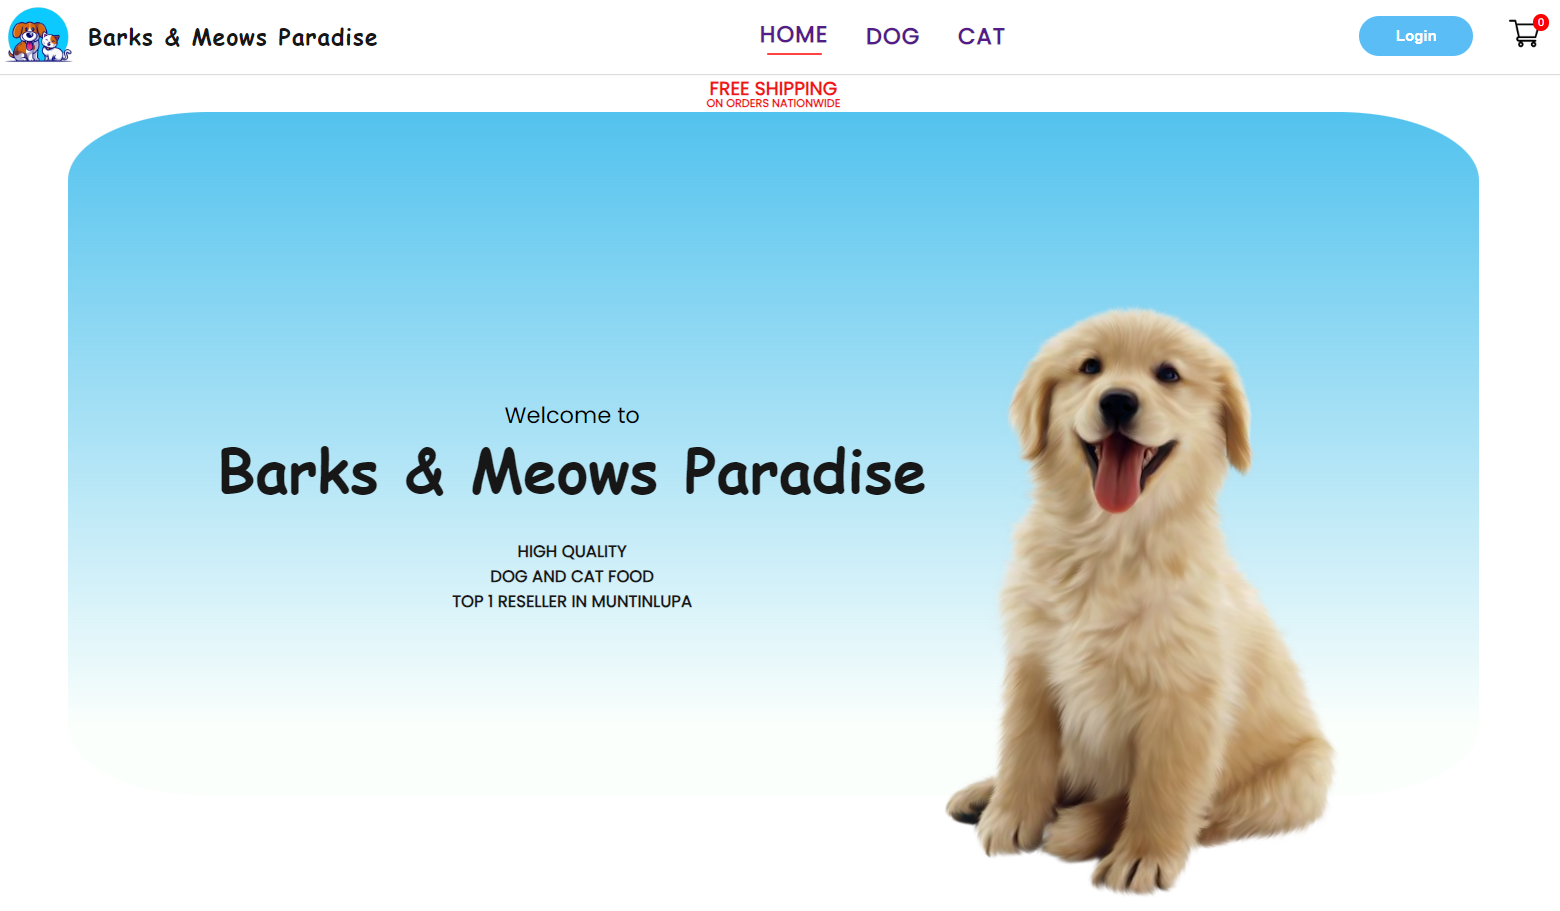 Barks & Meows Paradise
HOME
DOG
CAT
Login
0
FREE SHIPPING
ON ORDERS NATIONWIDE
Welcome to
Barks & Meows Paradise
HIGH QUALITY
DOG AND CAT FOOD
TOP 1 RESELLER IN MUNTINLUPA